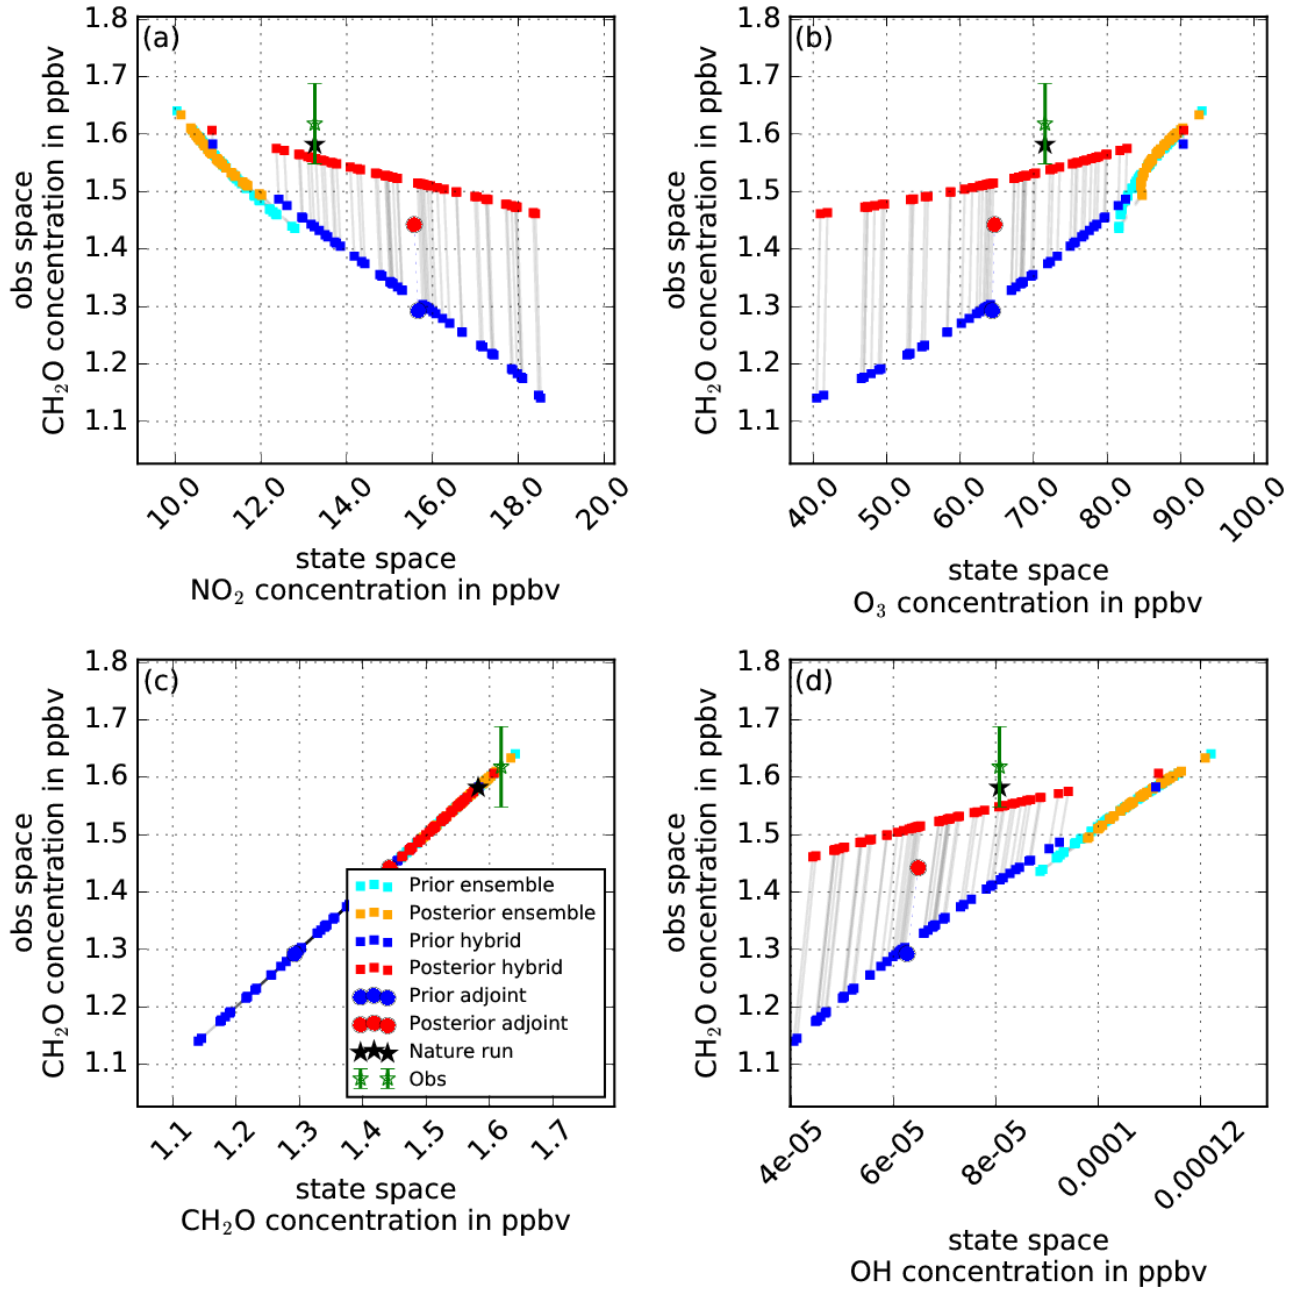 (a)
1.8
1.7
1.6
1.5
1.4
1.3
1.2
1.1
obs space
CH₂O concentration in ppbv
10.0 12.0 14.0 16.0 18.0 20.0
state space
NO₂ concentration in ppbv
(b)
1.8
1.7
1.6
1.5
1.4
1.3
1.2
1.1
obs space
CH₂O concentration in ppbv
40.0 50.0 60.0 70.0 80.0 90.0 100.0
state space
O₃ concentration in ppbv
(c)
1.8
1.7
1.6
1.5
1.4
1.3
1.2
1.1
obs space
CH₂O concentration in ppbv
Prior ensemble
Posterior ensemble
Prior hybrid
Posterior hybrid
Prior adjoint
Posterior adjoint
Nature run
Obs
1.1 1.2 1.3 1.4 1.5 1.6 1.7
state space
CH₂O concentration in ppbv
(d)
1.8
1.7
1.6
1.5
1.4
1.3
1.2
1.1
obs space
CH₂O concentration in ppbv
4e-05 6e-05 8e-05 0.0001 0.00012
state space
OH concentration in ppbv